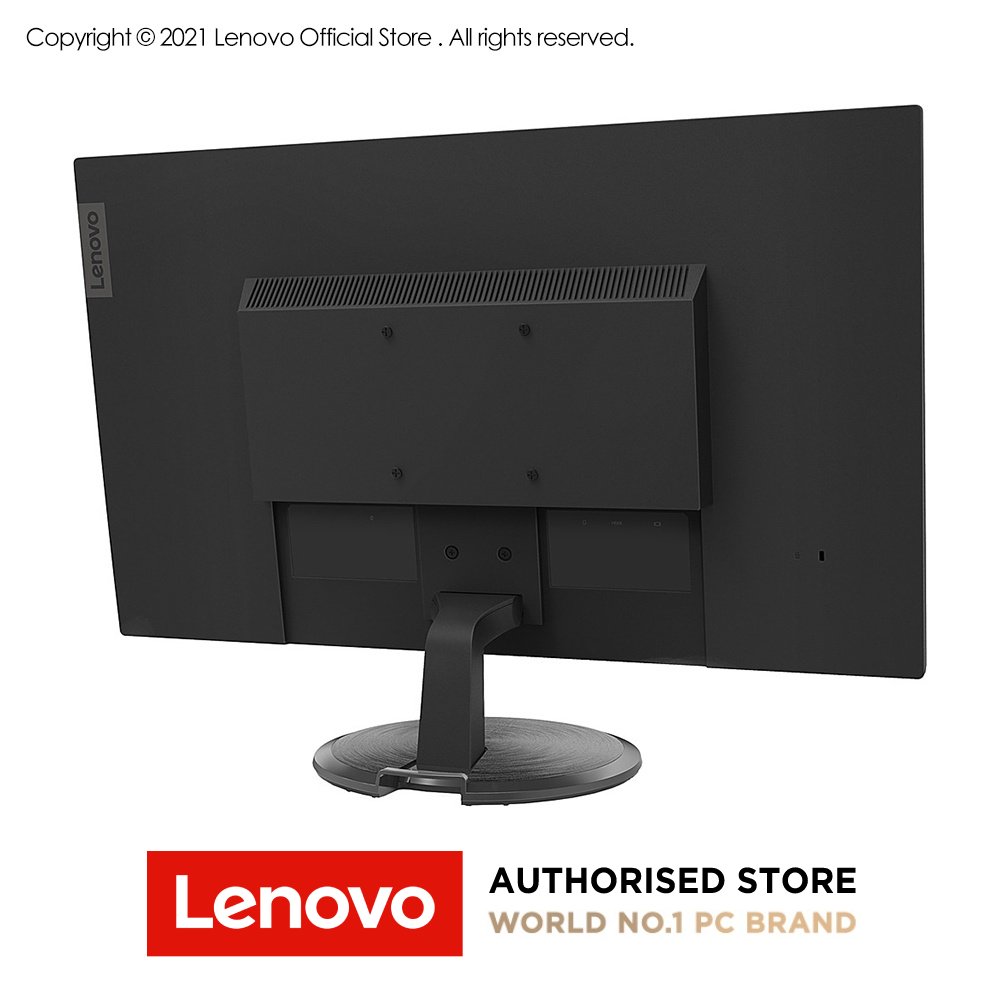 Copyright © 2021 Lenovo Official Store . All rights reserved.
Lenovo
Lenovo
AUTHORISED STORE
WORLD NO.1 PC BRAND